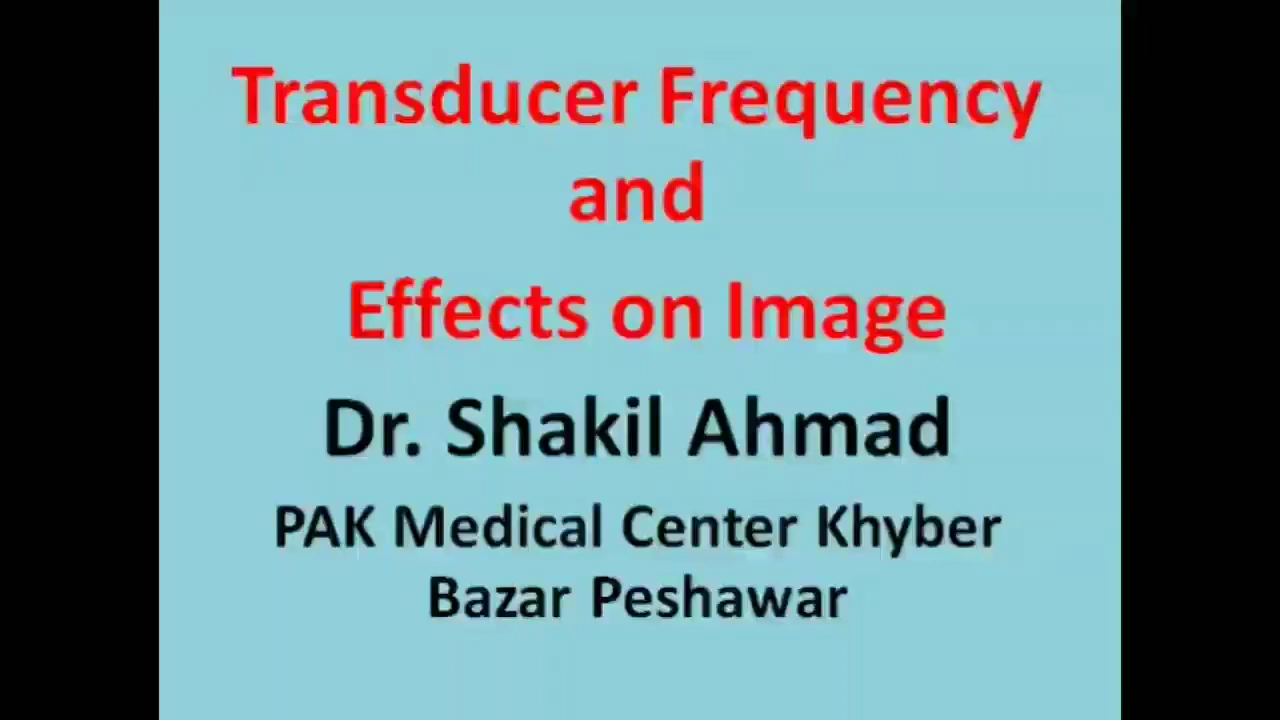 Transducer Frequency
and
Effects on Image
Dr. Shakil Ahmad
PAK Medical Center Khyber
Bazar Peshawar